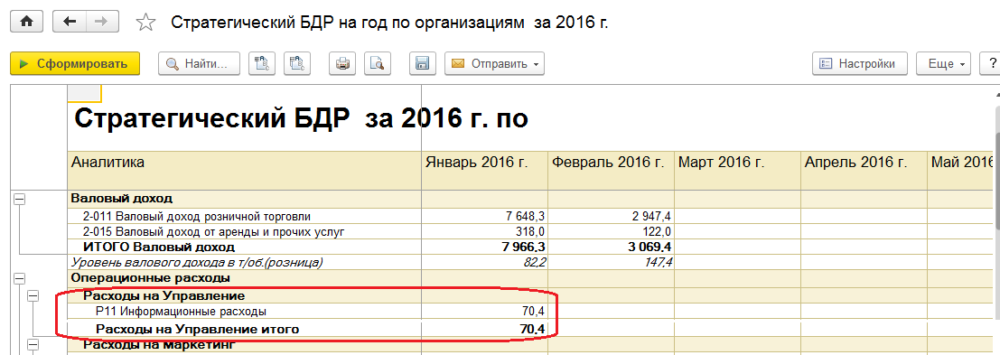 Стратегический БДР на год по организациям за 2016 г.
Сформировать Найти... Отправить Настройки Еще ?
Стратегический БДР за 2016 г. по
Аналитика Январь 2016 г. Февраль 2016 г. Март 2016 г. Апрель 2016 г. Май 2016
Валовый доход
2-011 Валовый доход розничной торговли 7 648,3 2 947,4
2-015 Валовый доход от аренды и прочих услуг 318,0 122,0
ИТОГО Валовый доход 7 966,3 3 069,4
Уровень валового дохода в т/об.(розница) 82,2 147,4
Операционные расходы
Расходы на Управление
Р11 Информационные расходы 70,4
Расходы на Управление итого 70,4
Расходы на маркетинг